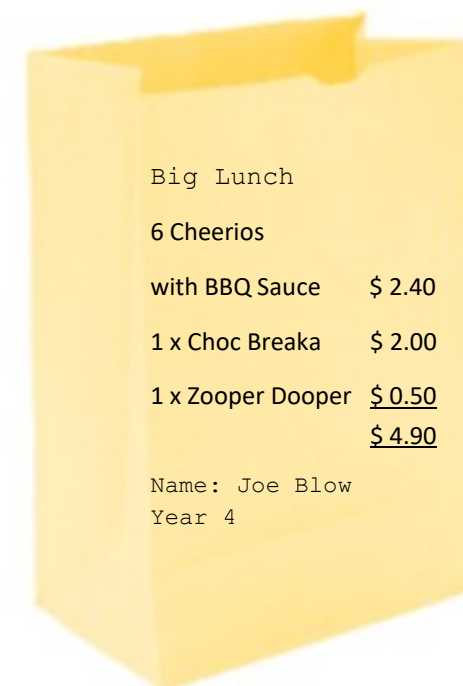 Big Lunch
6 Cheerios
with BBQ Sauce $ 2.40
1 x Choc Breaka $ 2.00
1 x Zooper Dooper $ 0.50
$ 4.90
Name: Joe Blow
Year 4